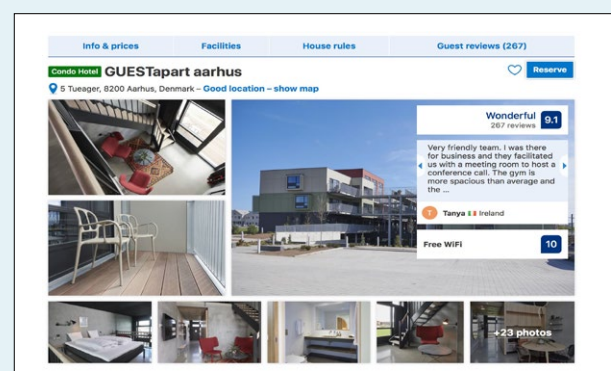 Info & prices
Facilities
House rules
Guest reviews (267)
Condo Hotel GUESTapart aarhus
Reserve
5 Tueager, 8200 Aarhus, Denmark – Good location – show map
Wonderful 9.1
267 reviews
Very friendly team. I was there
for business and they facilitated
us with a meeting room to host a
conference call. The gym is
more spacious than average and
the ...
T Tanya Ireland
Free WiFi 10
+23 photos